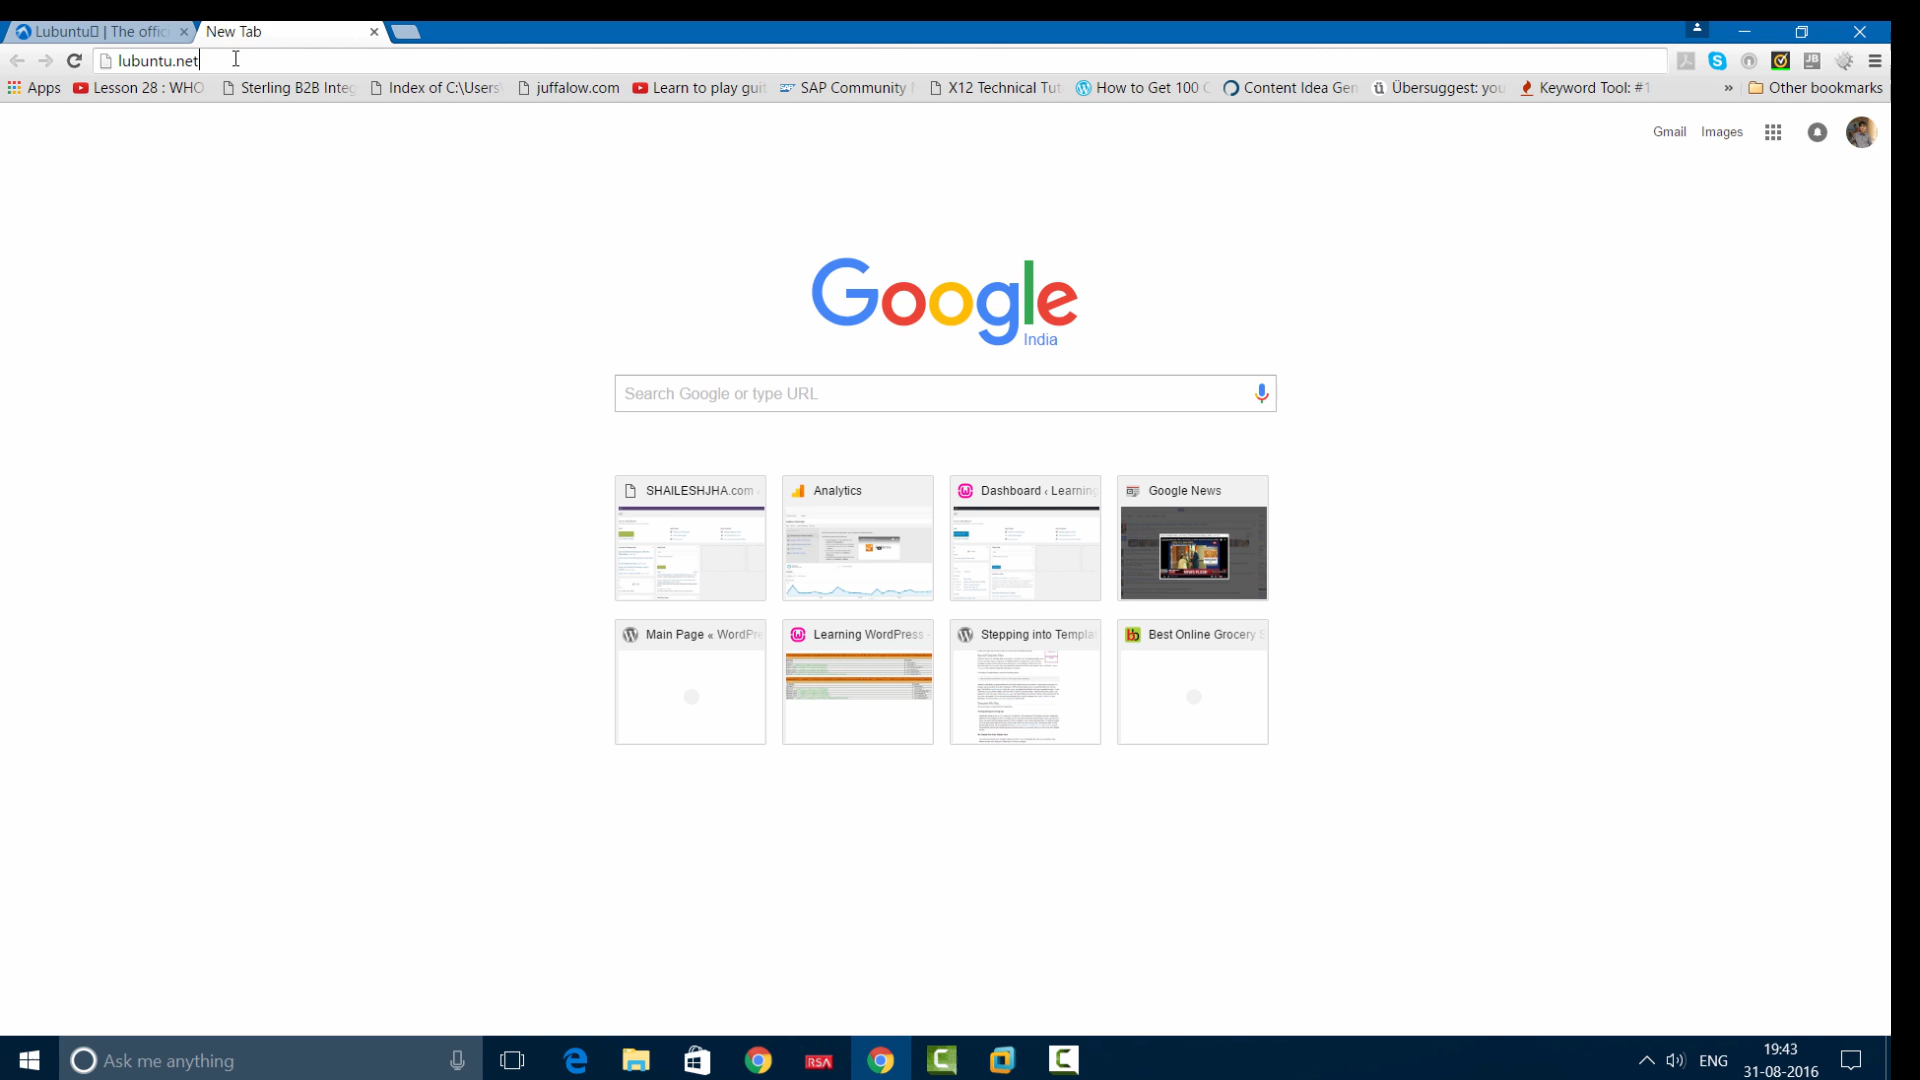 Lubuntu | The offic
New Tab
lubuntu.net
Apps
Lesson 28 : WHO
Sterling B2B Integ
Index of C:\Users'
juffalow.com
Learn to play guit
SAP Community
X12 Technical Tut
How to Get 100
Content Idea Gen
Übersuggest: you
Keyword Tool: #1
»
Other bookmarks
Gmail
Images
Google
India
Search Google or type URL
SHAILESHJHA.com
Analytics
Dashboard ‹ Learning
Google News
Main Page « WordPre
Learning WordPress -
Stepping into Templa
Best Online Grocery S
Ask me anything
RSA
ENG
19:43
31-08-2016